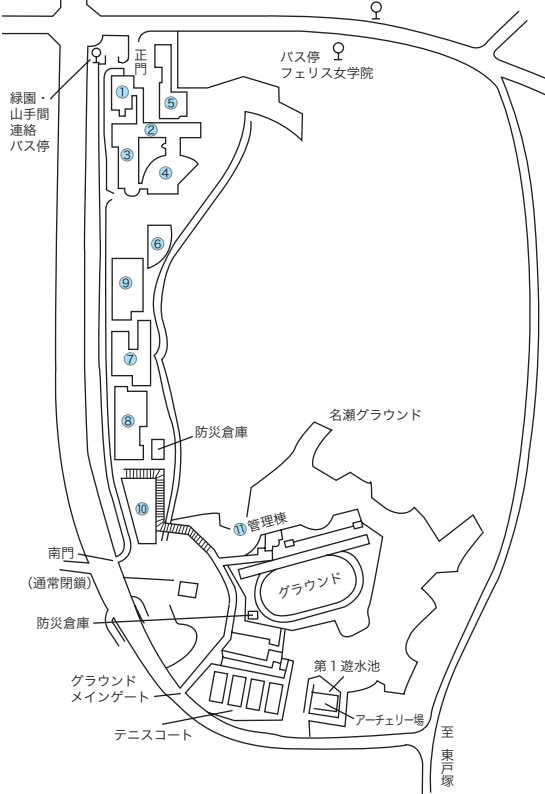 正門
バス停
フェリス女学院
緑園・
山手間
連絡
バス停
①
⑤
②
③
④
⑥
⑨
⑦
⑧
防災倉庫
名瀬グラウンド
⑩
⑪管理棟
南門
(通常閉鎖)
グラウンド
防災倉庫
第1遊水池
グラウンド
メインゲート
アーチェリー場
テニスコート
至 東戸塚